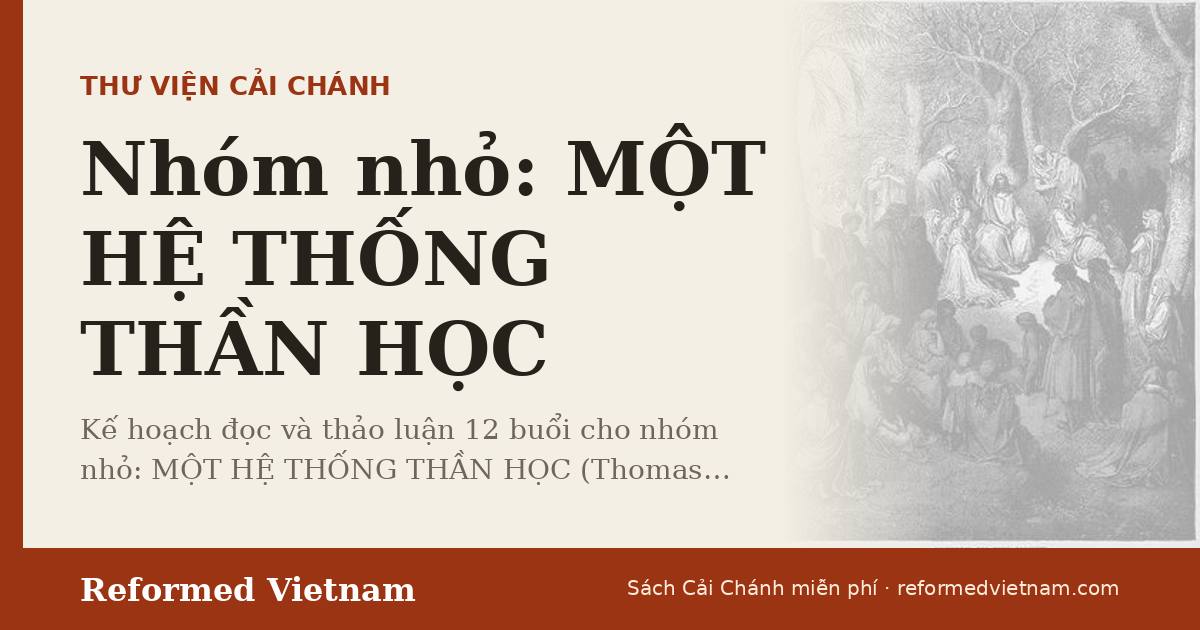 THƯ VIỆN CẢI CHÁNH
Nhóm nhỏ: MỘT
HỆ THỐNG
THẦN HỌC
Kế hoạch đọc và thảo luận 12 buổi cho nhóm
nhỏ: MỘT HỆ THỐNG THẦN HỌC (Thomas…
Reformed Vietnam
Sách Cải Chánh miễn phí · reformedvietnam.com